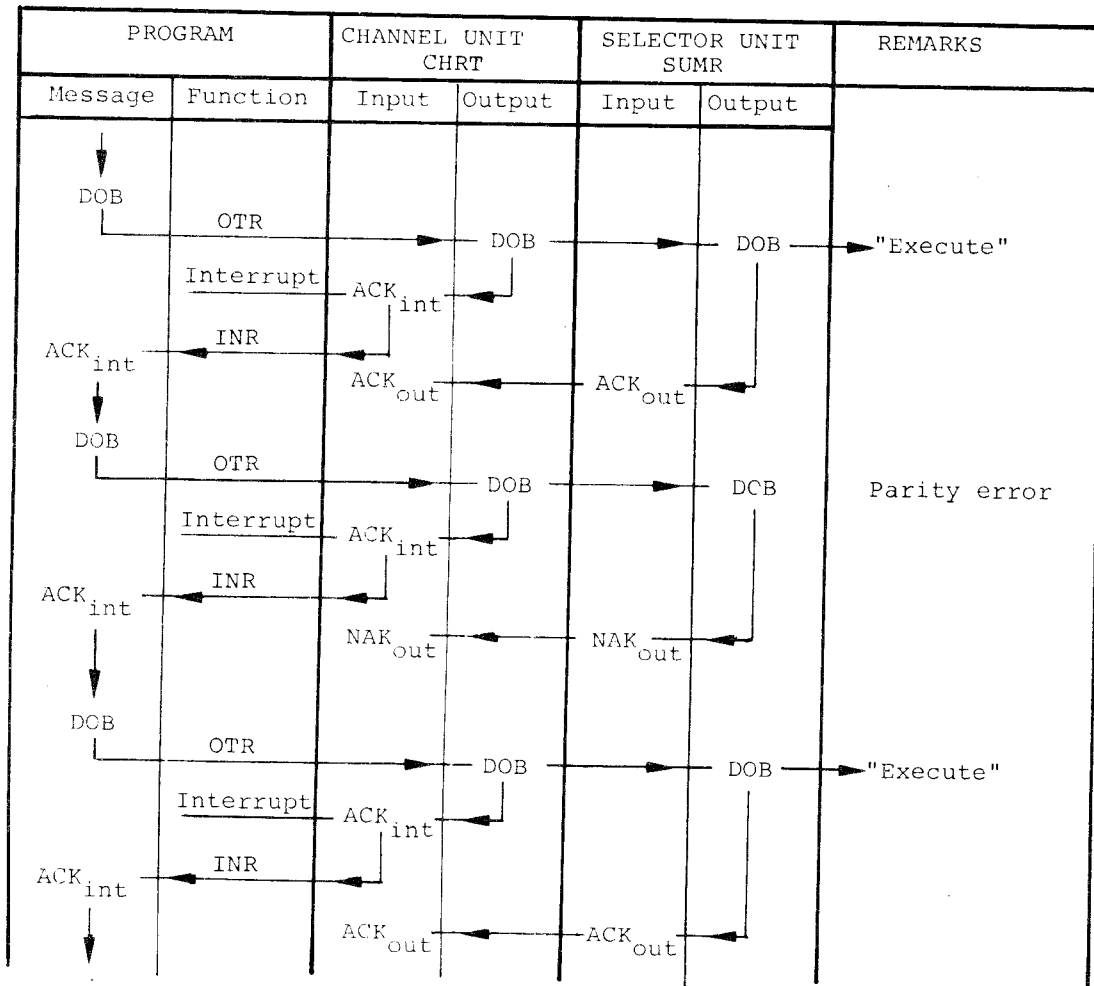 PROGRAM CHANNEL UNIT SELECTOR UNIT REMARKS
CHRT SUMR
Message Function Input Output Input Output
DOB
OTR
DOB DOB "Execute"
Interrupt
ACKint
INR
ACKint
ACKout ACKout
DOB
OTR
DOB DCB Parity error
Interrupt
ACKint
INR
ACKint
NAKout NAKout
DCB
OTR
DOB DOB "Execute"
Interrupt
ACKint
INR
ACKint
ACKout ACKout